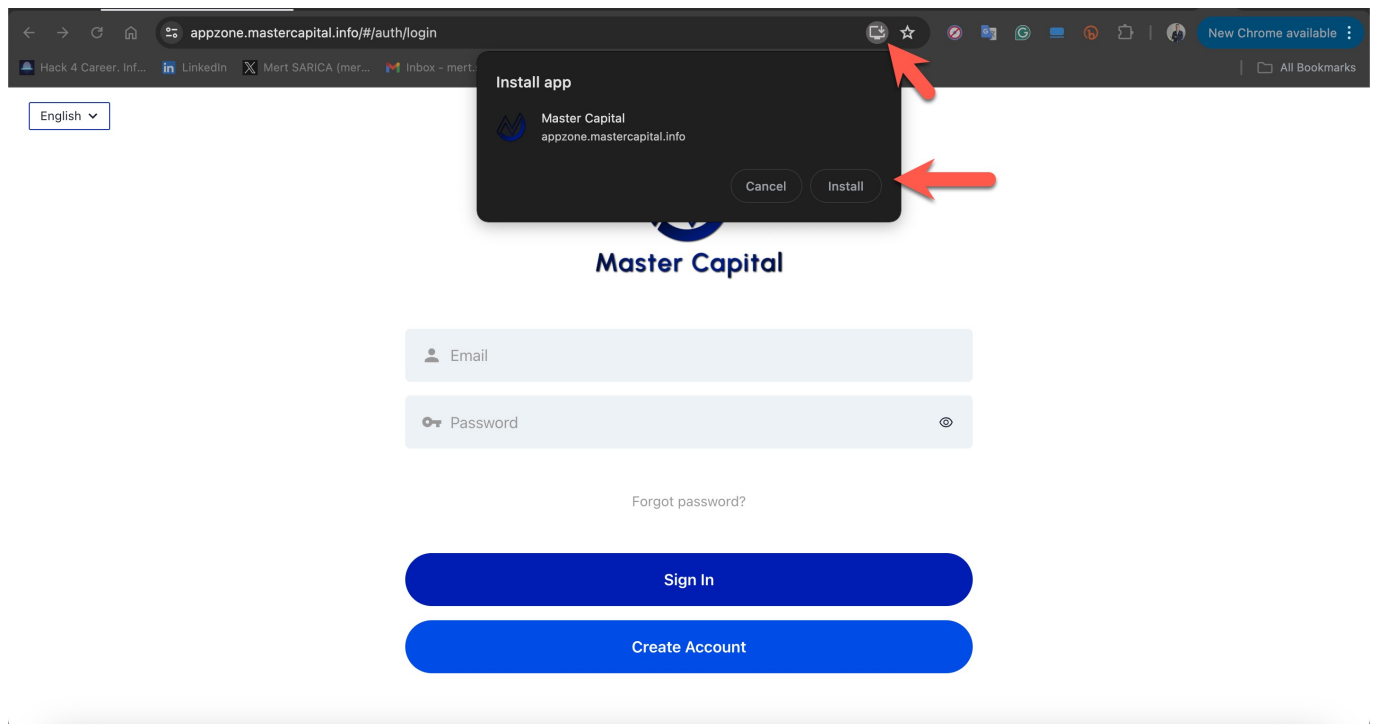 appzone.mastercapital.info/#/auth/login
New Chrome available
Hack 4 Career. Inf...
LinkedIn
Mert SARICA (mer...
Inbox - mert.
All Bookmarks
English
Install app
Master Capital
appzone.mastercapital.info
Cancel
Install
Master Capital
Email
Password
Forgot password?
Sign In
Create Account